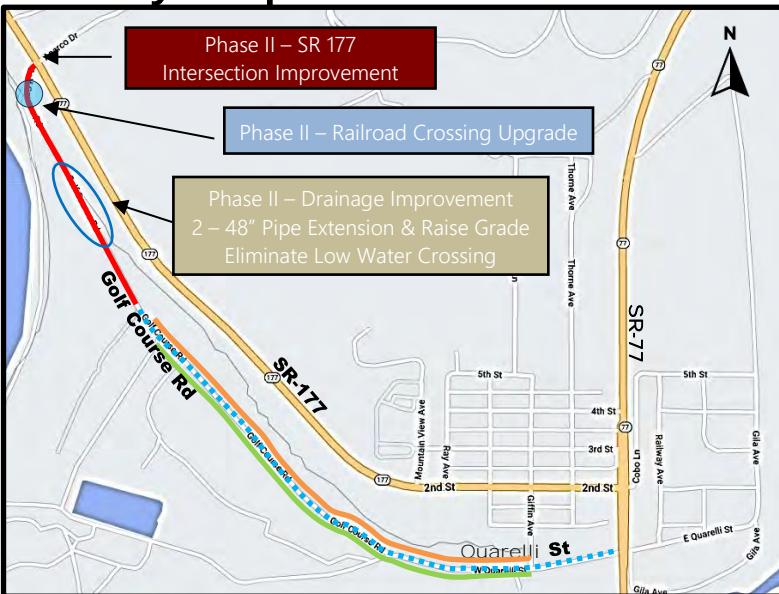 Phase II – SR 177
Intersection Improvement
N
Phase II – Railroad Crossing Upgrade
Phase II – Drainage Improvement
2 – 48” Pipe Extension & Raise Grade
Eliminate Low Water Crossing
77
177
Thorne Ave
177
77
Thorne Ave
Golf Course Rd
Golf Course Rd
SR-177
SR-77
177
5th St
5th St
4th St
77
3rd St
Mountain View Ave
Ray Ave
Cobo Ln
Railway Ave
Gila Ave
Golf Course Rd
177
2nd St
2nd St
Giffin Ave
Golf Course Rd
Quarelli St
E Quarelli St
W Quarelli St
77
Gila Ave
Gila Ave